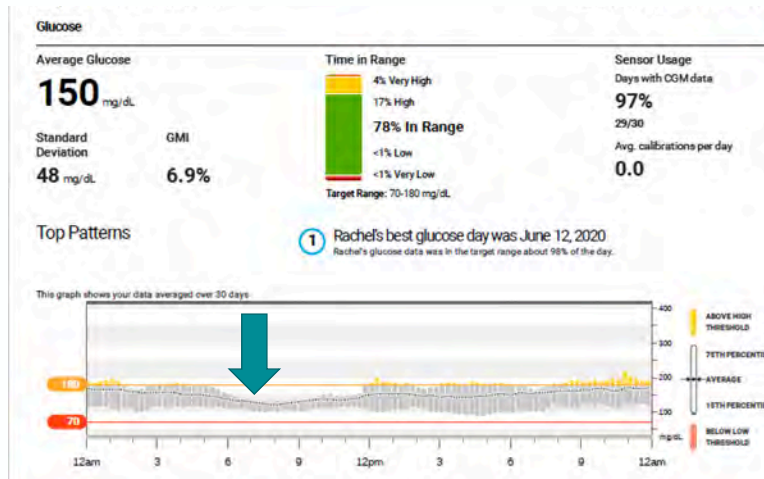 Glucose
Average Glucose
150 mg/dL
Standard
Deviation
48 mg/dL
GMI
6.9%
Time in Range
4% Very High
17% High
78% In Range
<1% Low
<1% Very Low
Target Range: 70-180 mg/dL
Sensor Usage
Days with CGM data
97%
29/30
Avg. calibrations per day
0.0
Top Patterns
1 Rachel's best glucose day was June 12, 2020
Rachel's glucose data was in the target range about 98% of the day.
This graph shows your data averaged over 30 days
400
300
200
100
mg/dL
180
70
12am 3 6 9 12pm 3 6 9 12am
ABOVE HIGH
THRESHOLD
75TH PERCENTI
AVERAGE
15TH PERCENTI
BELOW LOW
THRESHOLD